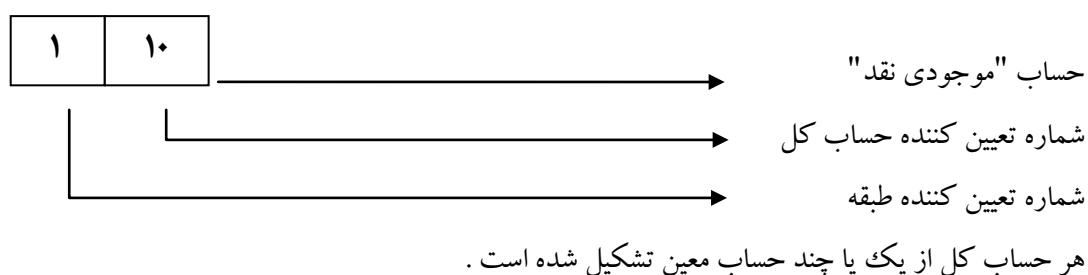 ۱ ۱۰
حساب "موجودی نقد"
شماره تعیین کننده حساب کل
شماره تعیین کننده طبقه
هر حساب کل از یک یا چند حساب معین تشکیل شده است .